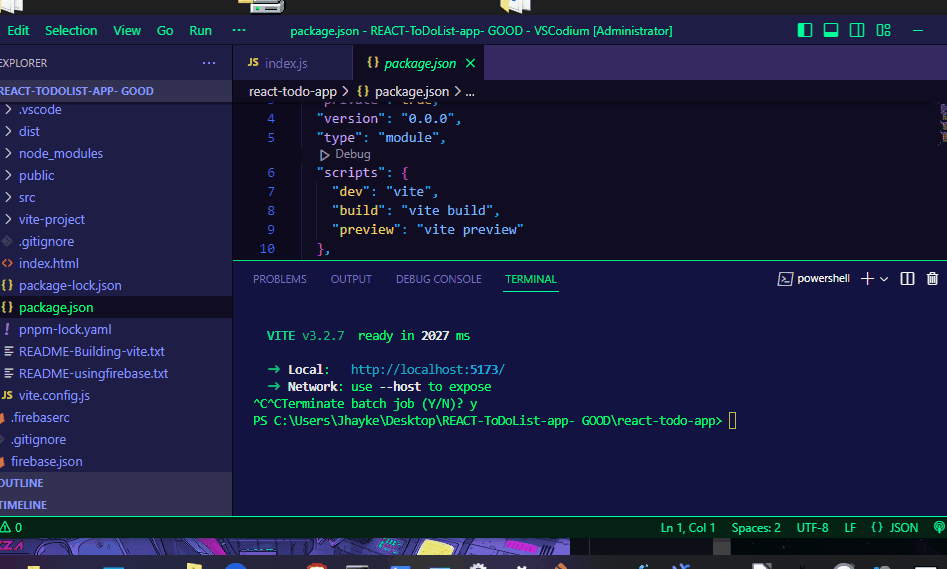 Edit Selection View Go Run ··· package.json - REACT-ToDoList-app- GOOD - VSCodium [Administrator]
EXPLORER ···
REACT-TODOLIST-APP- GOOD
.vscode
dist
node_modules
public
src
vite-project
.gitignore
index.html
package-lock.json
package.json
pnpm-lock.yaml
README-Building-vite.txt
README-usingfirebase.txt
vite.config.js
.firebaserc
.gitignore
firebase.json
OUTLINE
TIMELINE
JS index.js {} package.json ×
react-todo-app > {} package.json > ...
"private": true,
4 "version": "0.0.0",
5 "type": "module",
Debug
6 "scripts": {
7 "dev": "vite",
8 "build": "vite build",
9 "preview": "vite preview"
10 },
PROBLEMS OUTPUT DEBUG CONSOLE TERMINAL powershell
VITE v3.2.7 ready in 2027 ms
➜ Local: http://localhost:5173/
➜ Network: use --host to expose
^C^CTerminate batch job (Y/N)? y
PS C:\Users\Jhayke\Desktop\REACT-ToDoList-app- GOOD\react-todo-app>
0 Ln 1, Col 1 Spaces: 2 UTF-8 LF {} JSON